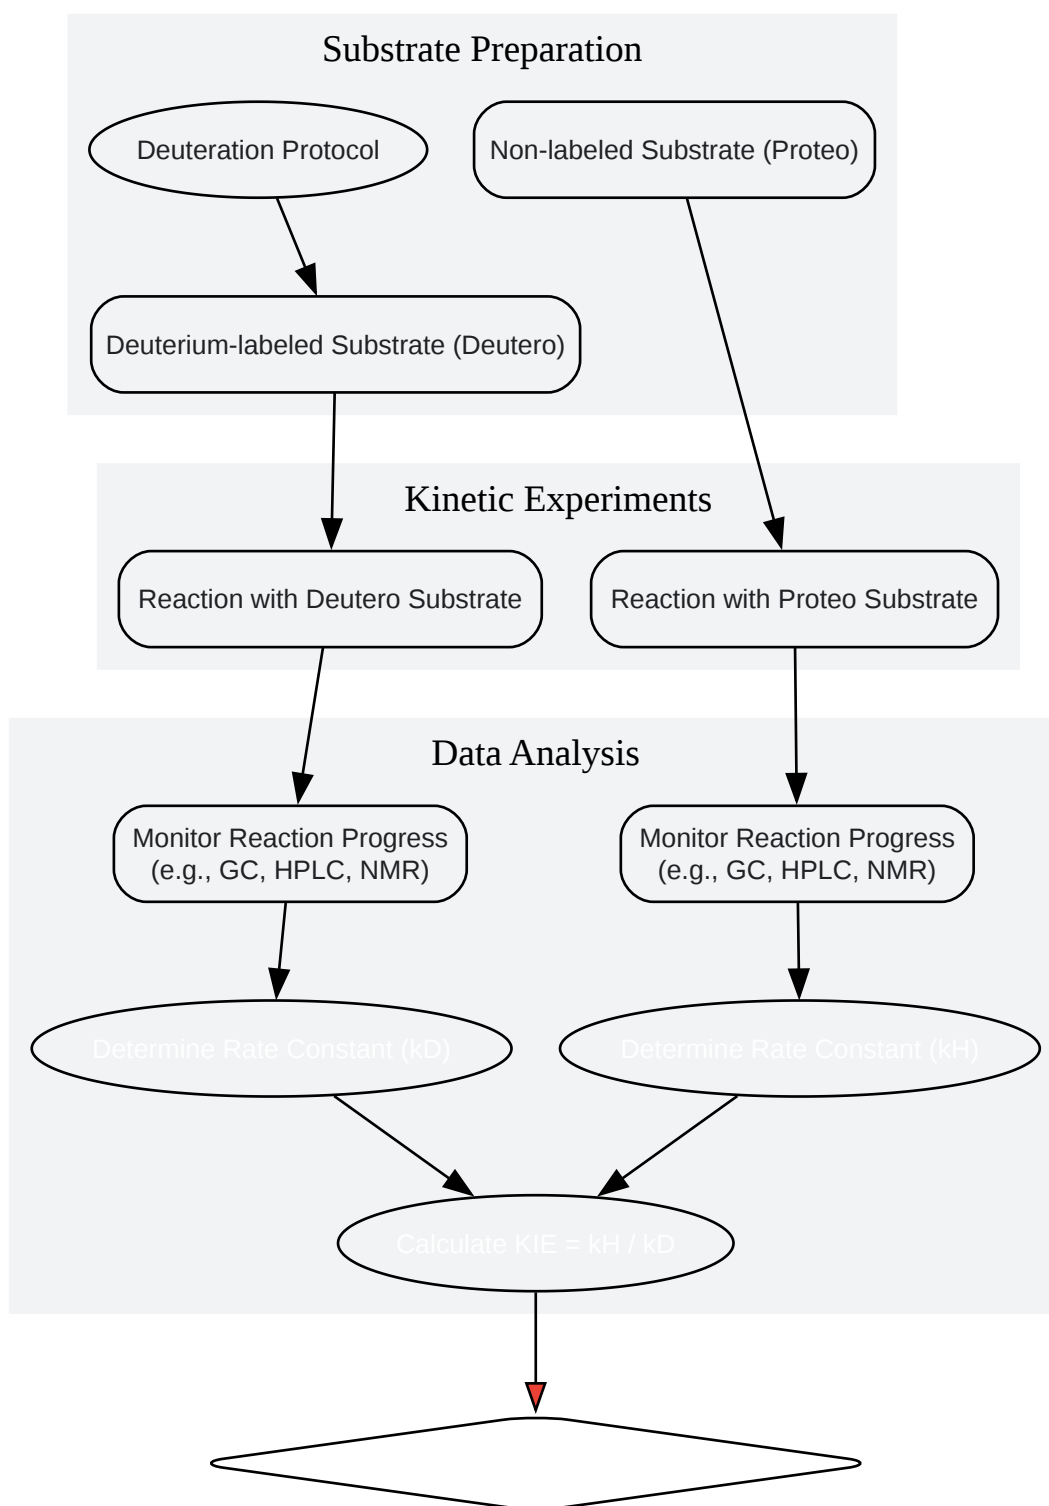 Substrate Preparation
Deuteration Protocol
Non-labeled Substrate (Proteo)
Deuterium-labeled Substrate (Deutero)
Kinetic Experiments
Reaction with Deutero Substrate
Reaction with Proteo Substrate
Data Analysis
Monitor Reaction Progress
(e.g., GC, HPLC, NMR)
Monitor Reaction Progress
(e.g., GC, HPLC, NMR)
Determine Rate Constant (kD)
Determine Rate Constant (kH)
Calculate KIE = kH / kD